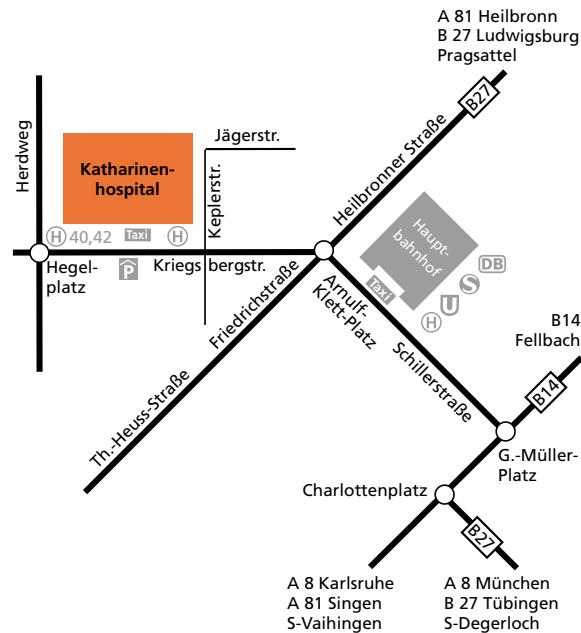 A 81 Heilbronn
B 27 Ludwigsburg
Pragsattel
B27
Herdweg
Jägerstr.
Katharinen-
hospital
Keplerstr.
Heilbronner Straße
Haupt-
bahnhof
H 40,42 Taxi H
DB
S
U
H
Taxi
Hegel-
platz
P
Kriegsbergstr.
Arnulf-
Klett-Platz
Friedrichstraße
Schillerstraße
B14
Fellbach
B14
Th.-Heuss-Straße
G.-Müller-
Platz
Charlottenplatz
B27
A 8 Karlsruhe
A 81 Singen
S-Vaihingen
A 8 München
B 27 Tübingen
S-Degerloch